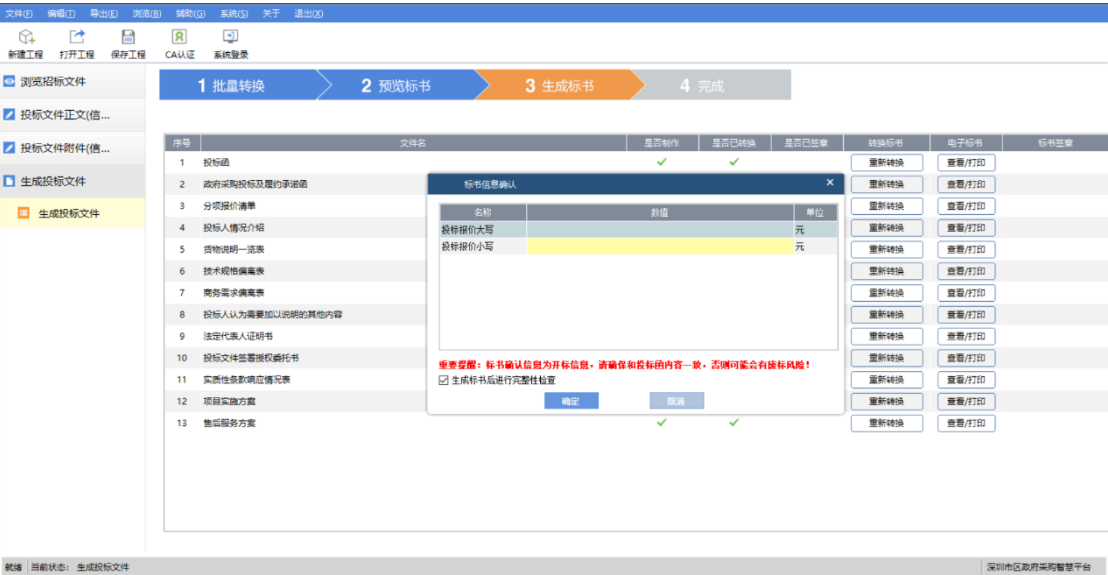 文件(F) 编辑(T) 导出(E) 浏览(B) 辅助(G) 系统(S) 关于 退出(X)
新建工程 打开工程 保存工程 CA认证 系统登录
浏览招标文件
投标文件正文(信...
投标文件附件(信...
生成投标文件
生成投标文件
1 批量转换 2 预览标书 3 生成标书 4 完成
序号 文件名 是否制作 是否已转换 是否已签章 转换标书 电子标书 标书签章
1 投标函 重新转换 查看/打印
2 政府采购投标及履约承诺函 重新转换 查看/打印
3 分项报价清单 重新转换 查看/打印
4 投标人情况介绍 重新转换 查看/打印
5 货物说明一览表 重新转换 查看/打印
6 技术规格偏离表 重新转换 查看/打印
7 商务需求偏离表 重新转换 查看/打印
8 投标人认为需要加以说明的其他内容 重新转换 查看/打印
9 法定代表人证明书 重新转换 查看/打印
10 投标文件签署授权委托书 重新转换 查看/打印
11 实质性条款响应情况表 重新转换 查看/打印
12 项目实施方案 重新转换 查看/打印
13 售后服务方案 重新转换 查看/打印
标书信息确认
名称 数值 单位
投标报价大写 元
投标报价小写 元
重要提醒：标书确认信息为开标信息，请确保和投标函内容一致，否则可能会有废标风险！
生成标书后进行完整性检查
确定 取消
就绪 当前状态: 生成投标文件 深圳市区政府采购智慧平台